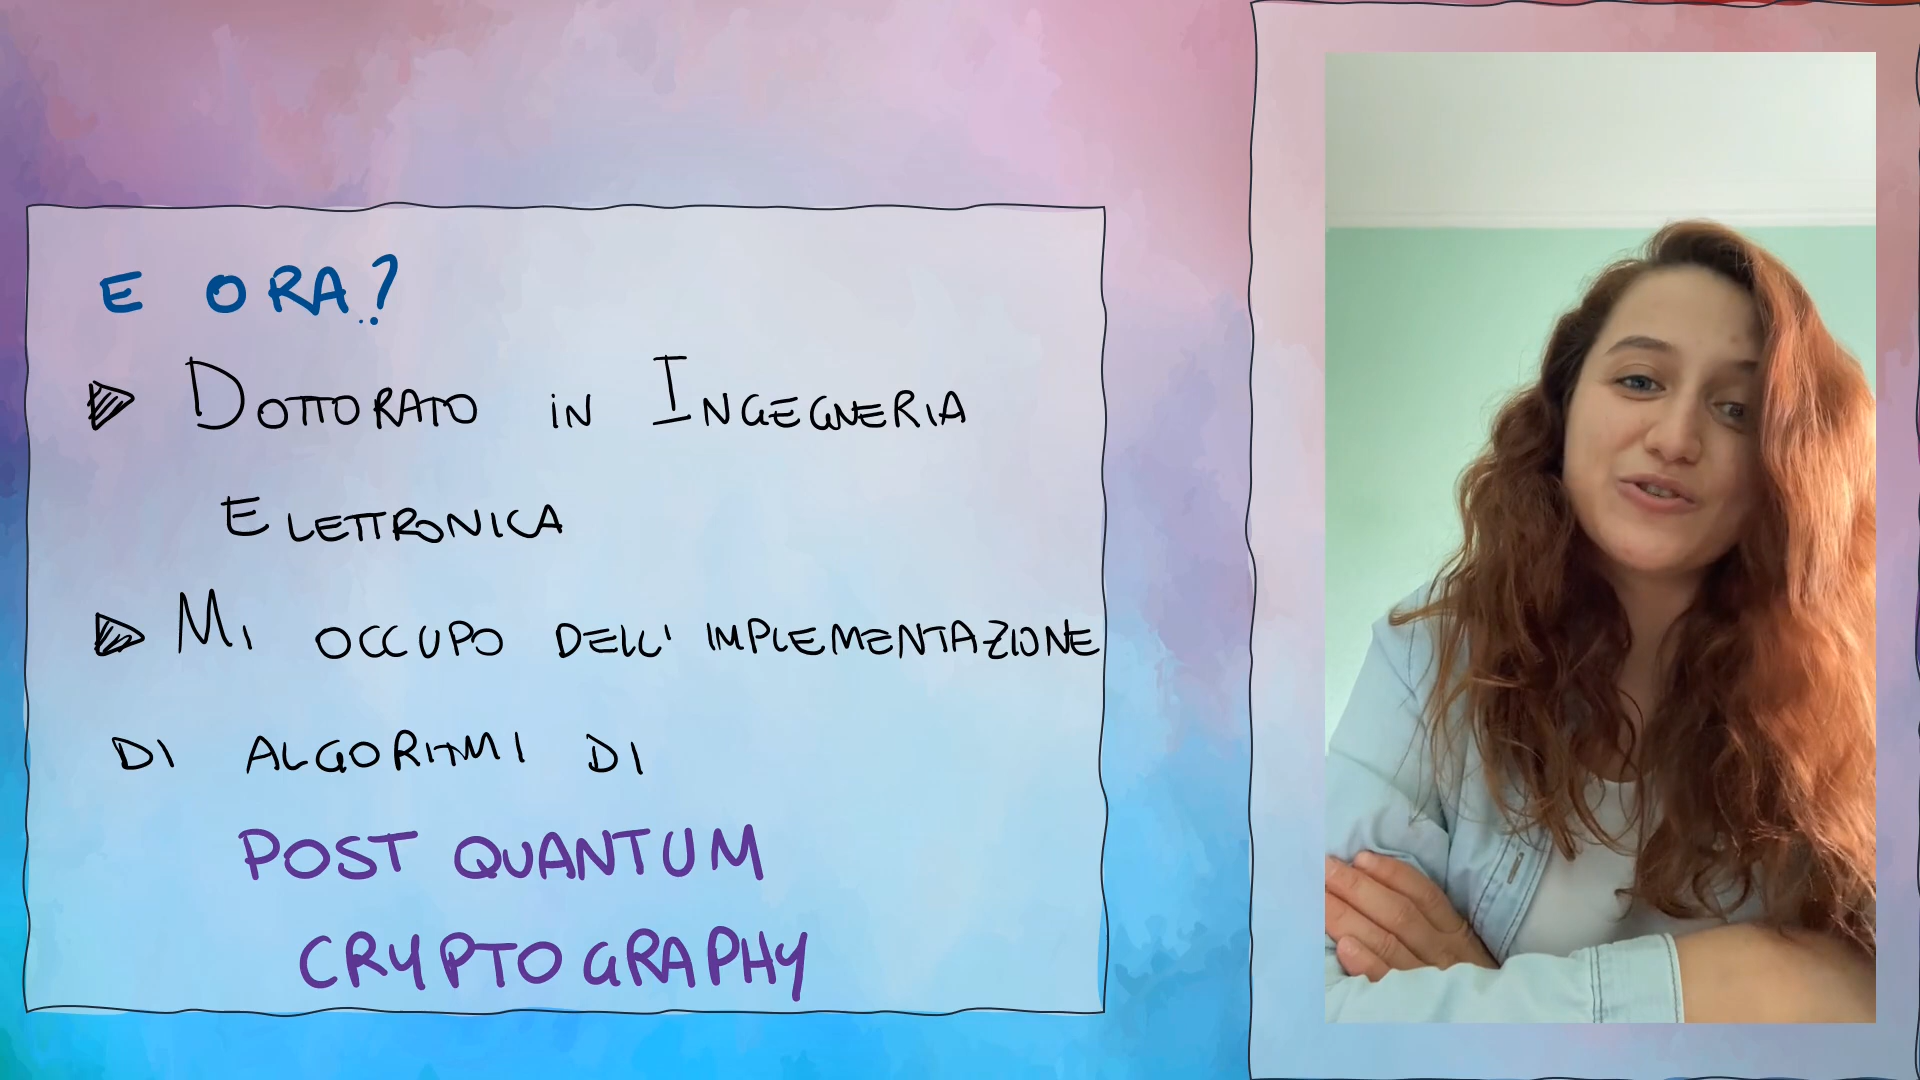 E ORA?
DOTTORATO IN INGEGNERIA
ELETTRONICA
MI OCCUPO DELL'IMPLEMENTAZIONE
DI ALGORITMI DI
POST QUANTUM
CRYPTOGRAPHY